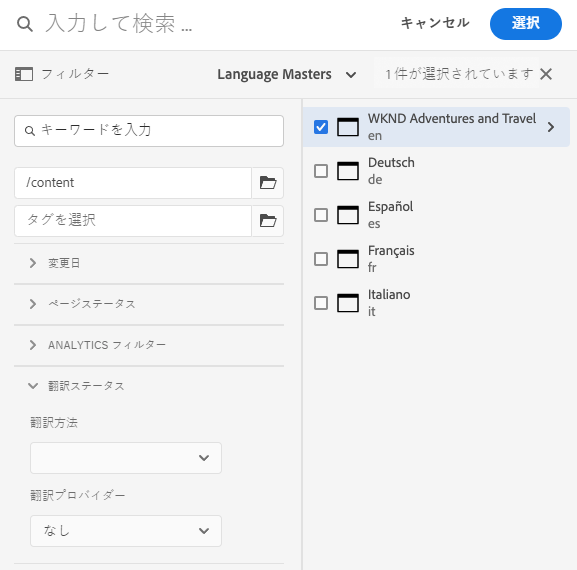 入力して検索 ...
キャンセル
選択
フィルター
Language Masters
1 件が選択されています
キーワードを入力
/content
タグを選択
変更日
ページステータス
ANALYTICS フィルター
翻訳ステータス
翻訳方法
翻訳プロバイダー
なし
WKND Adventures and Travel
en
Deutsch
de
Español
es
Français
fr
Italiano
it